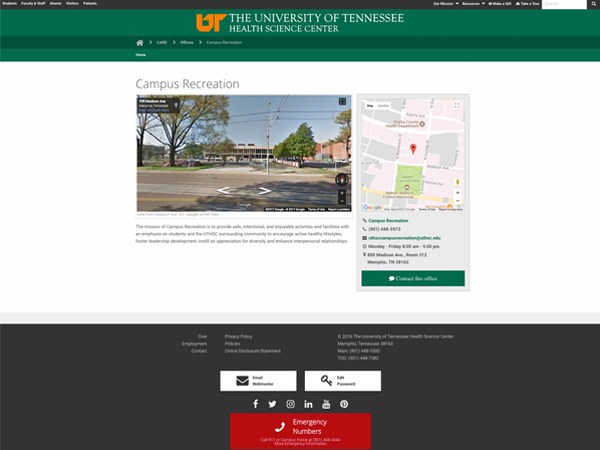 Students Faculty & Staff Alumni Visitors Patients
Our Mission Resources Make a Gift Take a Tour Search
UT THE UNIVERSITY OF TENNESSEE
HEALTH SCIENCE CENTER
CASE Offices Campus Recreation
Home
Campus Recreation
Memphis, Tennessee
Google
© 2017 Google Terms of Use Report a problem
View from Madison Ave. Google Street View
The mission of Campus Recreation is to provide safe, intentional, and enjoyable activities and facilities with
an emphasis on students and the UTHSC surrounding community to encourage active healthy lifestyles,
foster leadership development, instill an appreciation for diversity and enhance interpersonal relationships.
Map Satellite
Health Department
Google
Campus Recreation
(901) 448-5973
uthsccampusrecreation@uthsc.edu
Monday - Friday 8:00 am - 5:00 pm
800 Madison Ave., Room 312
Memphis, TN 38163
Contact this office
Give
Employment
Contact
Privacy Policy
Policies
Online Disclosure Statement
© 2016 The University of Tennessee Health Science Center
Memphis, Tennessee 38163
Main: (901) 448-5500
TDD: (901) 448-7382
Email
Webmaster
Edit
Password
Emergency
Numbers
Call 911 or Campus Police at (901) 448-4444
More Emergency Information